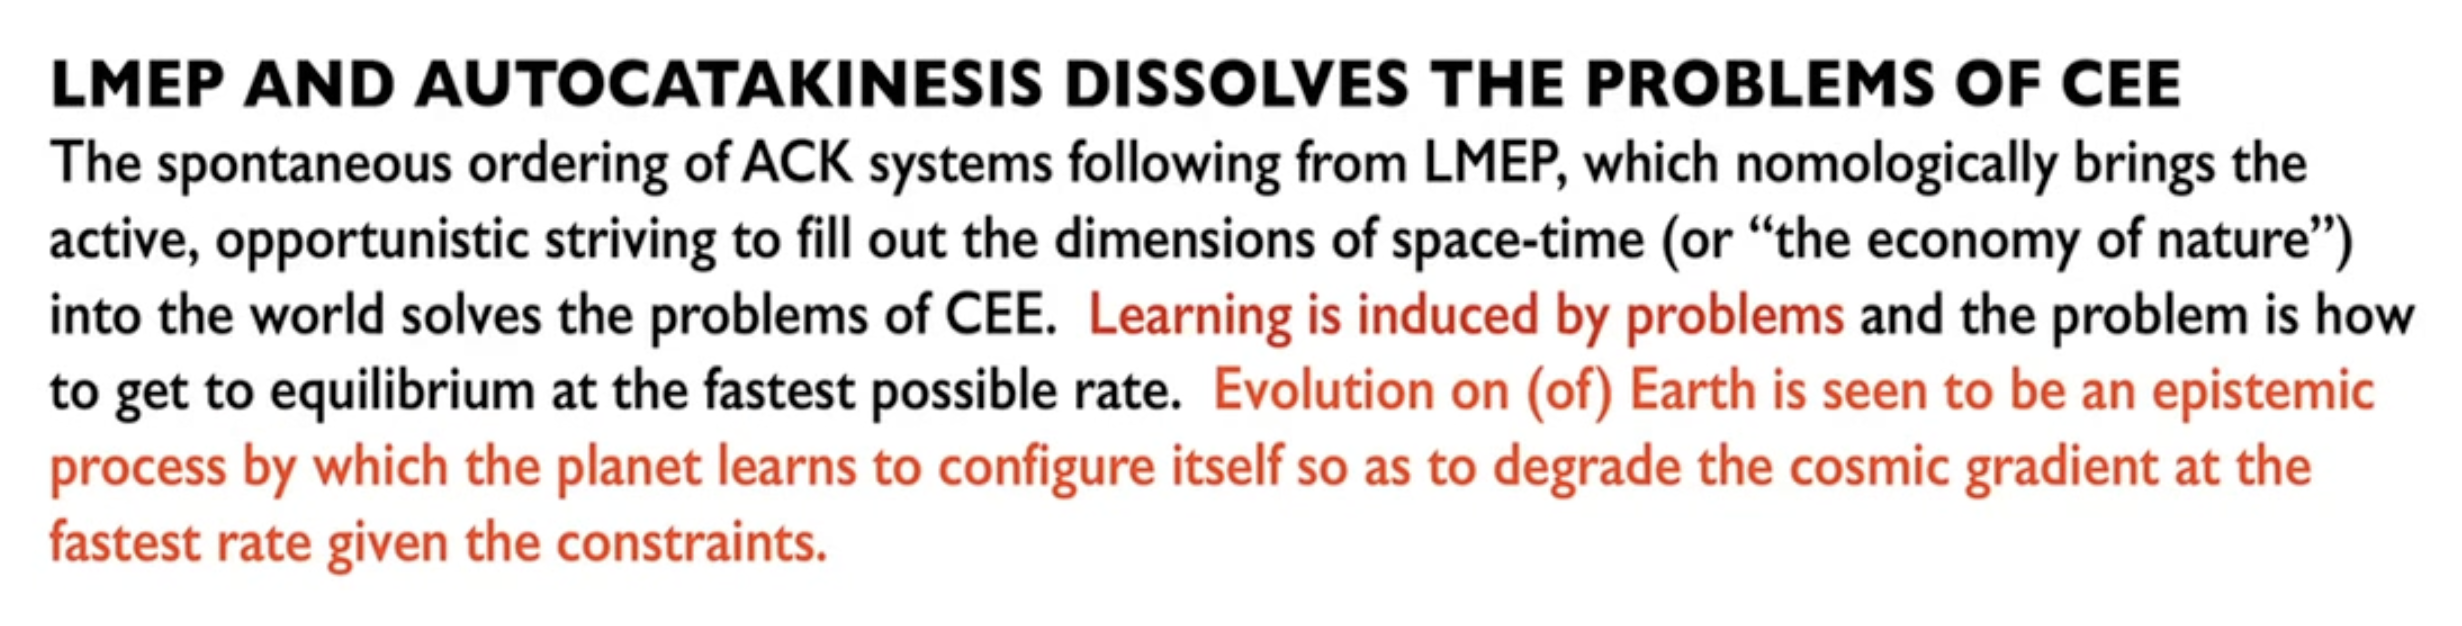 LMEP AND AUTOCATAKINESIS DISSOLVES THE PROBLEMS OF CEE
The spontaneous ordering of ACK systems following from LMEP, which nomologically brings the
active, opportunistic striving to fill out the dimensions of space-time (or “the economy of nature”)
into the world solves the problems of CEE.  Learning is induced by problems and the problem is how
to get to equilibrium at the fastest possible rate.  Evolution on (of) Earth is seen to be an epistemic
process by which the planet learns to configure itself so as to degrade the cosmic gradient at the
fastest rate given the constraints.